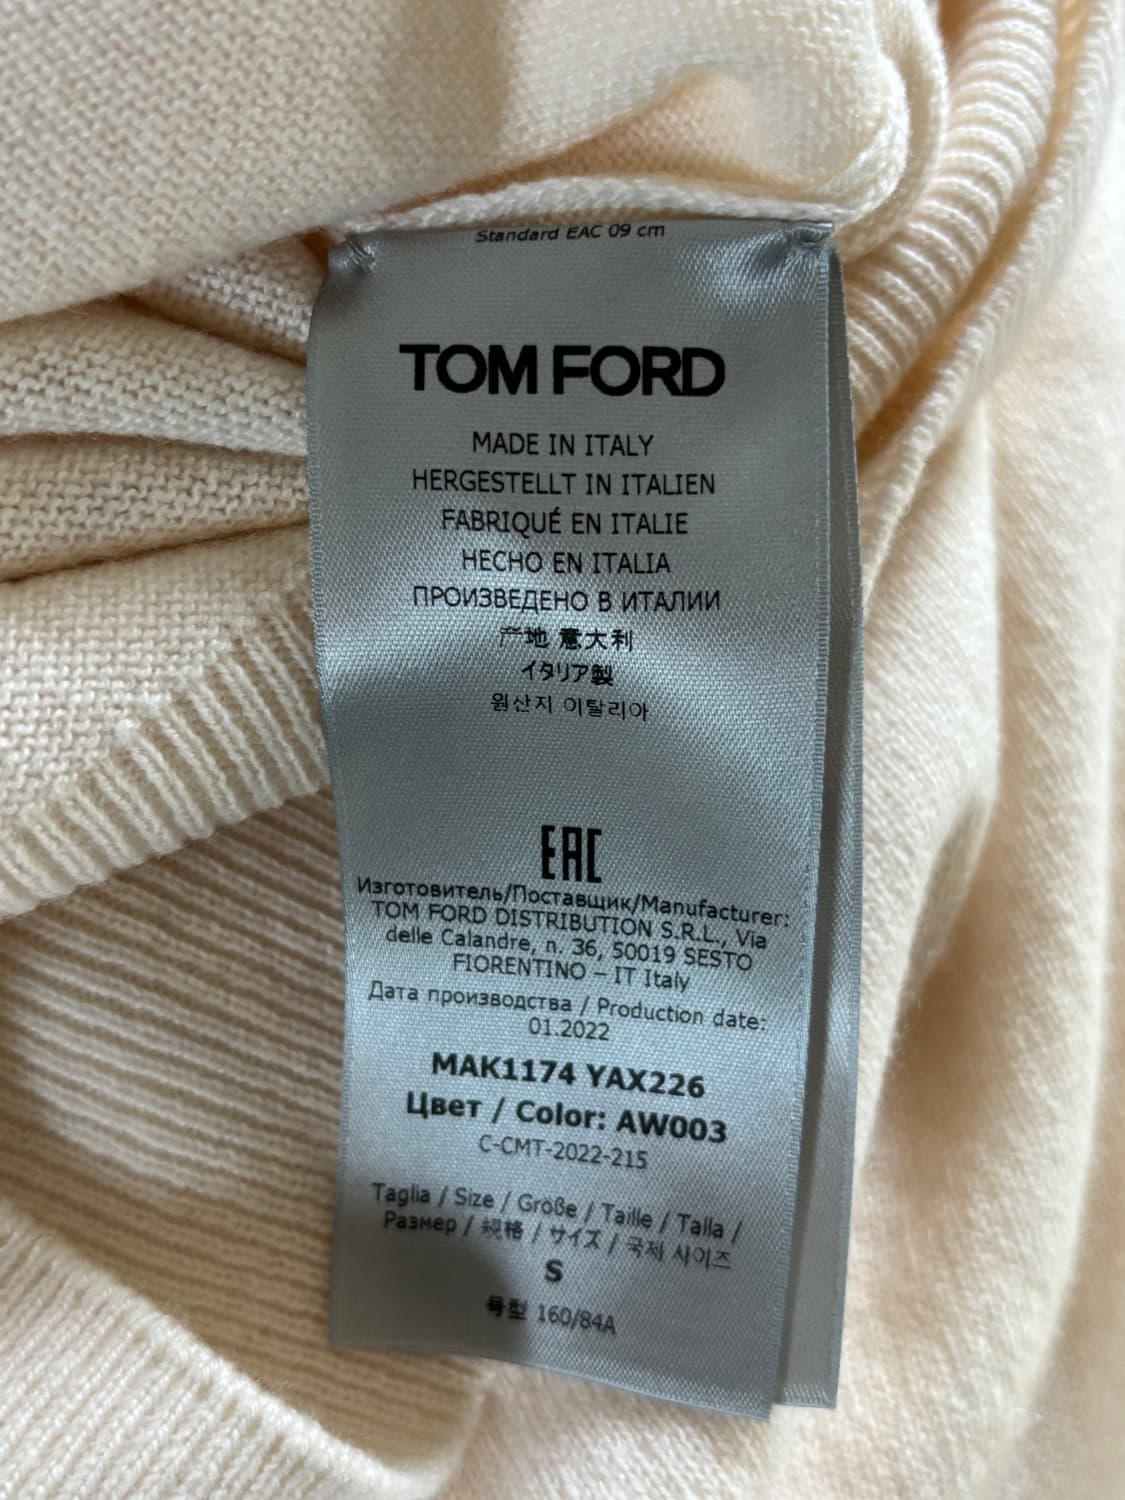 Standard EAC 09 cm
TOM FORD
MADE IN ITALY
HERGESTELLT IN ITALIEN
FABRIQUÉ EN ITALIE
HECHO EN ITALIA
ПРОИЗВЕДЕНО В ИТАЛИИ
产地 意大利
イタリア製
원산지 이탈리아
EAC
Изготовитель/Поставщик/Manufacturer:
TOM FORD DISTRIBUTION S.R.L., Via
delle Calandre, n. 36, 50019 SESTO
FIORENTINO – IT Italy
Дата производства / Production date:
01.2022
MAK1174 YAX226
Цвет / Color: AW003
C-CMT-2022-215
Taglia / Size / Größe / Taille / Talla /
Размер / 规格 / サイズ / 국제 사이즈
S
号型 160/84A